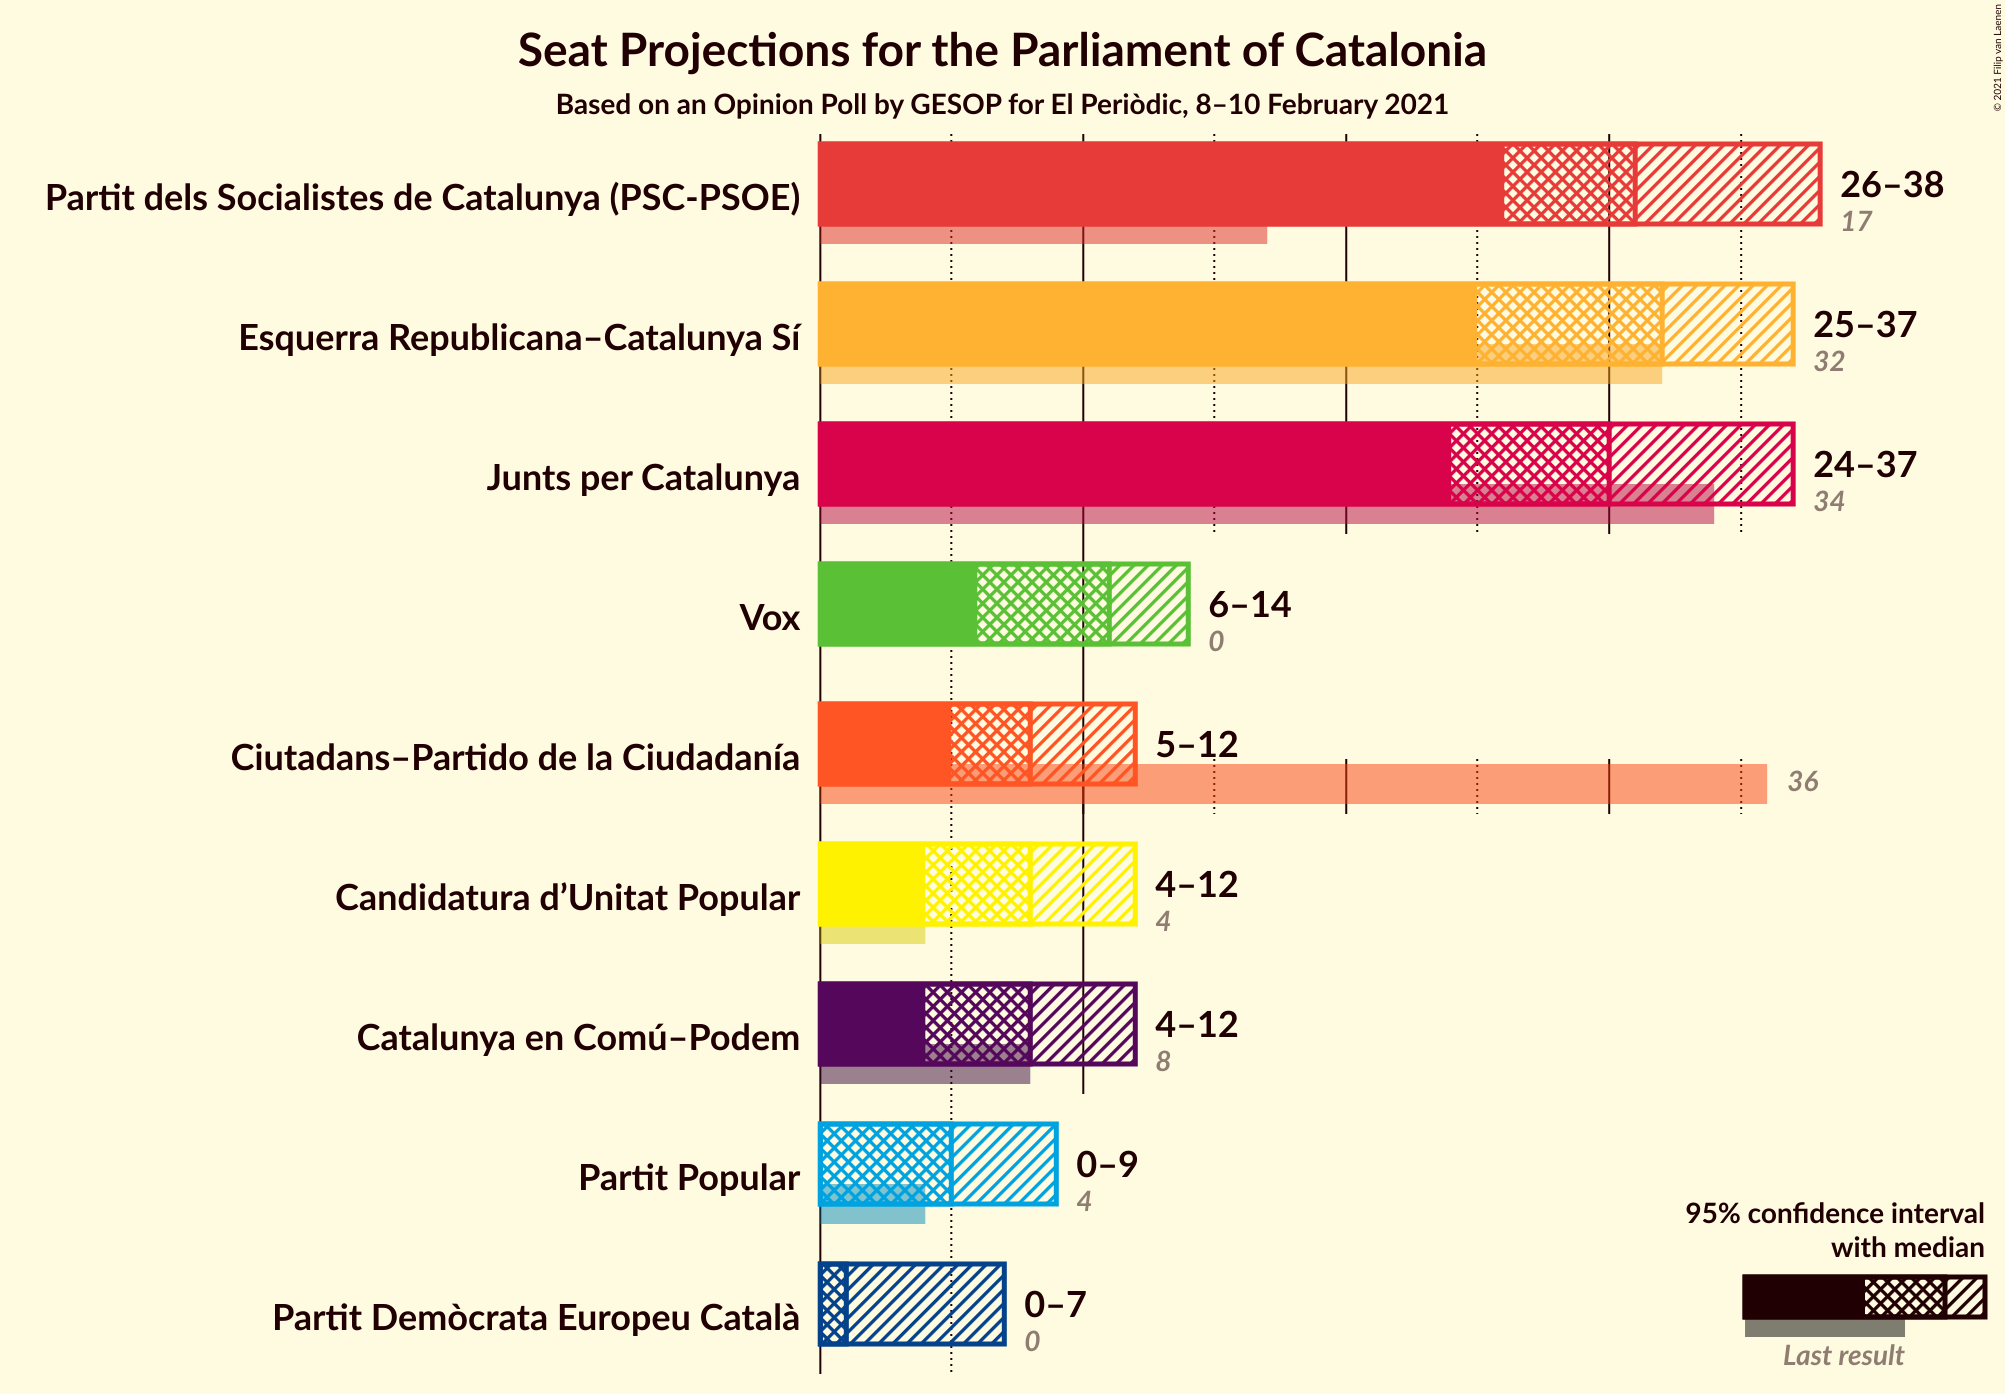 Seat Projections for the Parliament of Catalonia
Based on an Opinion Poll by GESOP for El Periòdic, 8–10 February 2021
© 2021 Filip van Laenen
Partit dels Socialistes de Catalunya (PSC-PSOE)
26–38
17
Esquerra Republicana–Catalunya Sí
25–37
32
Junts per Catalunya
24–37
34
Vox
6–14
0
Ciutadans–Partido de la Ciudadanía
5–12
36
Candidatura d’Unitat Popular
4–12
4
Catalunya en Comú–Podem
4–12
8
Partit Popular
0–9
4
Partit Demòcrata Europeu Català
0–7
0
95% confidence interval
with median
Last result